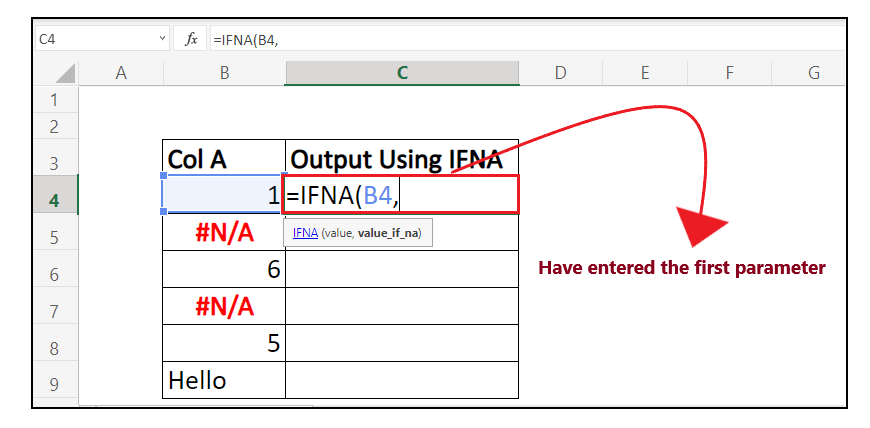 C4 fx =IFNA(B4,
A B C D E F G
1
2
3 Col A Output Using IFNA
4 1 =IFNA(B4,
5 #N/A IFNA (value, value_if_na)
6 6 Have entered the first parameter
7 #N/A
8 5
9 Hello